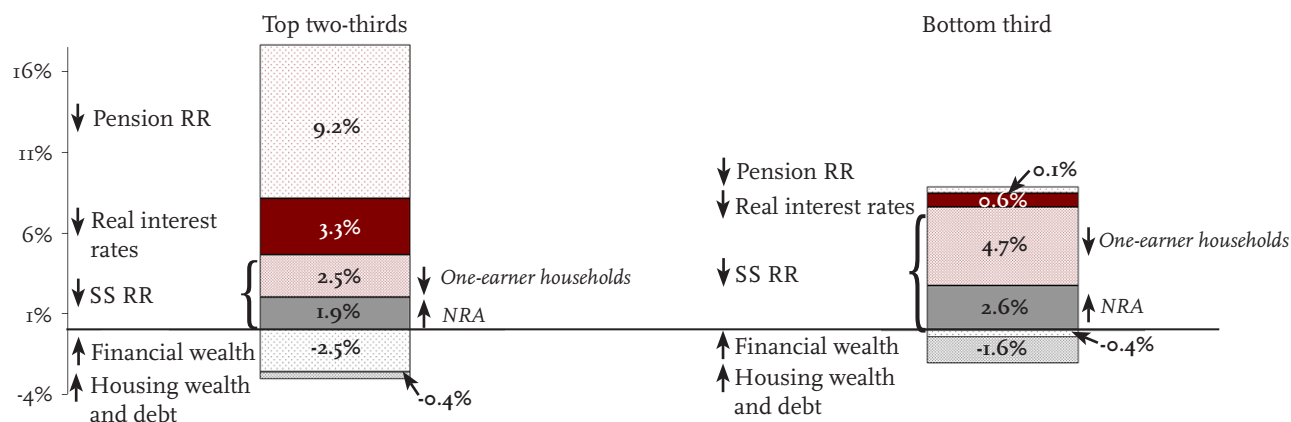 Top two-thirds
Bottom third
16%
11%
6%
1%
-4%
Pension RR
Real interest
rates
SS RR
Financial wealth
Housing wealth
and debt
9.2%
3.3%
2.5%
1.9%
-2.5%
-0.4%
One-earner households
NRA
Pension RR
Real interest rates
SS RR
Financial wealth
Housing wealth
and debt
0.1%
0.6%
4.7%
2.6%
-0.4%
-1.6%
One-earner households
NRA